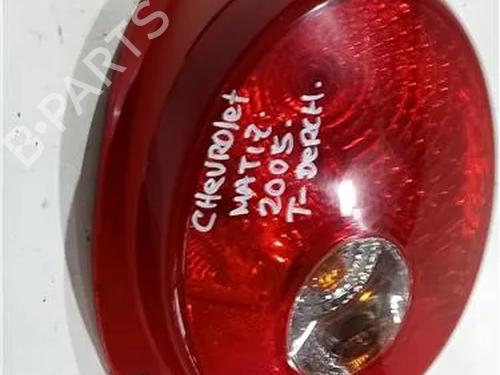 CHEVROLET
MATIZ.
2005.
T-DERCH.
B-PARTS